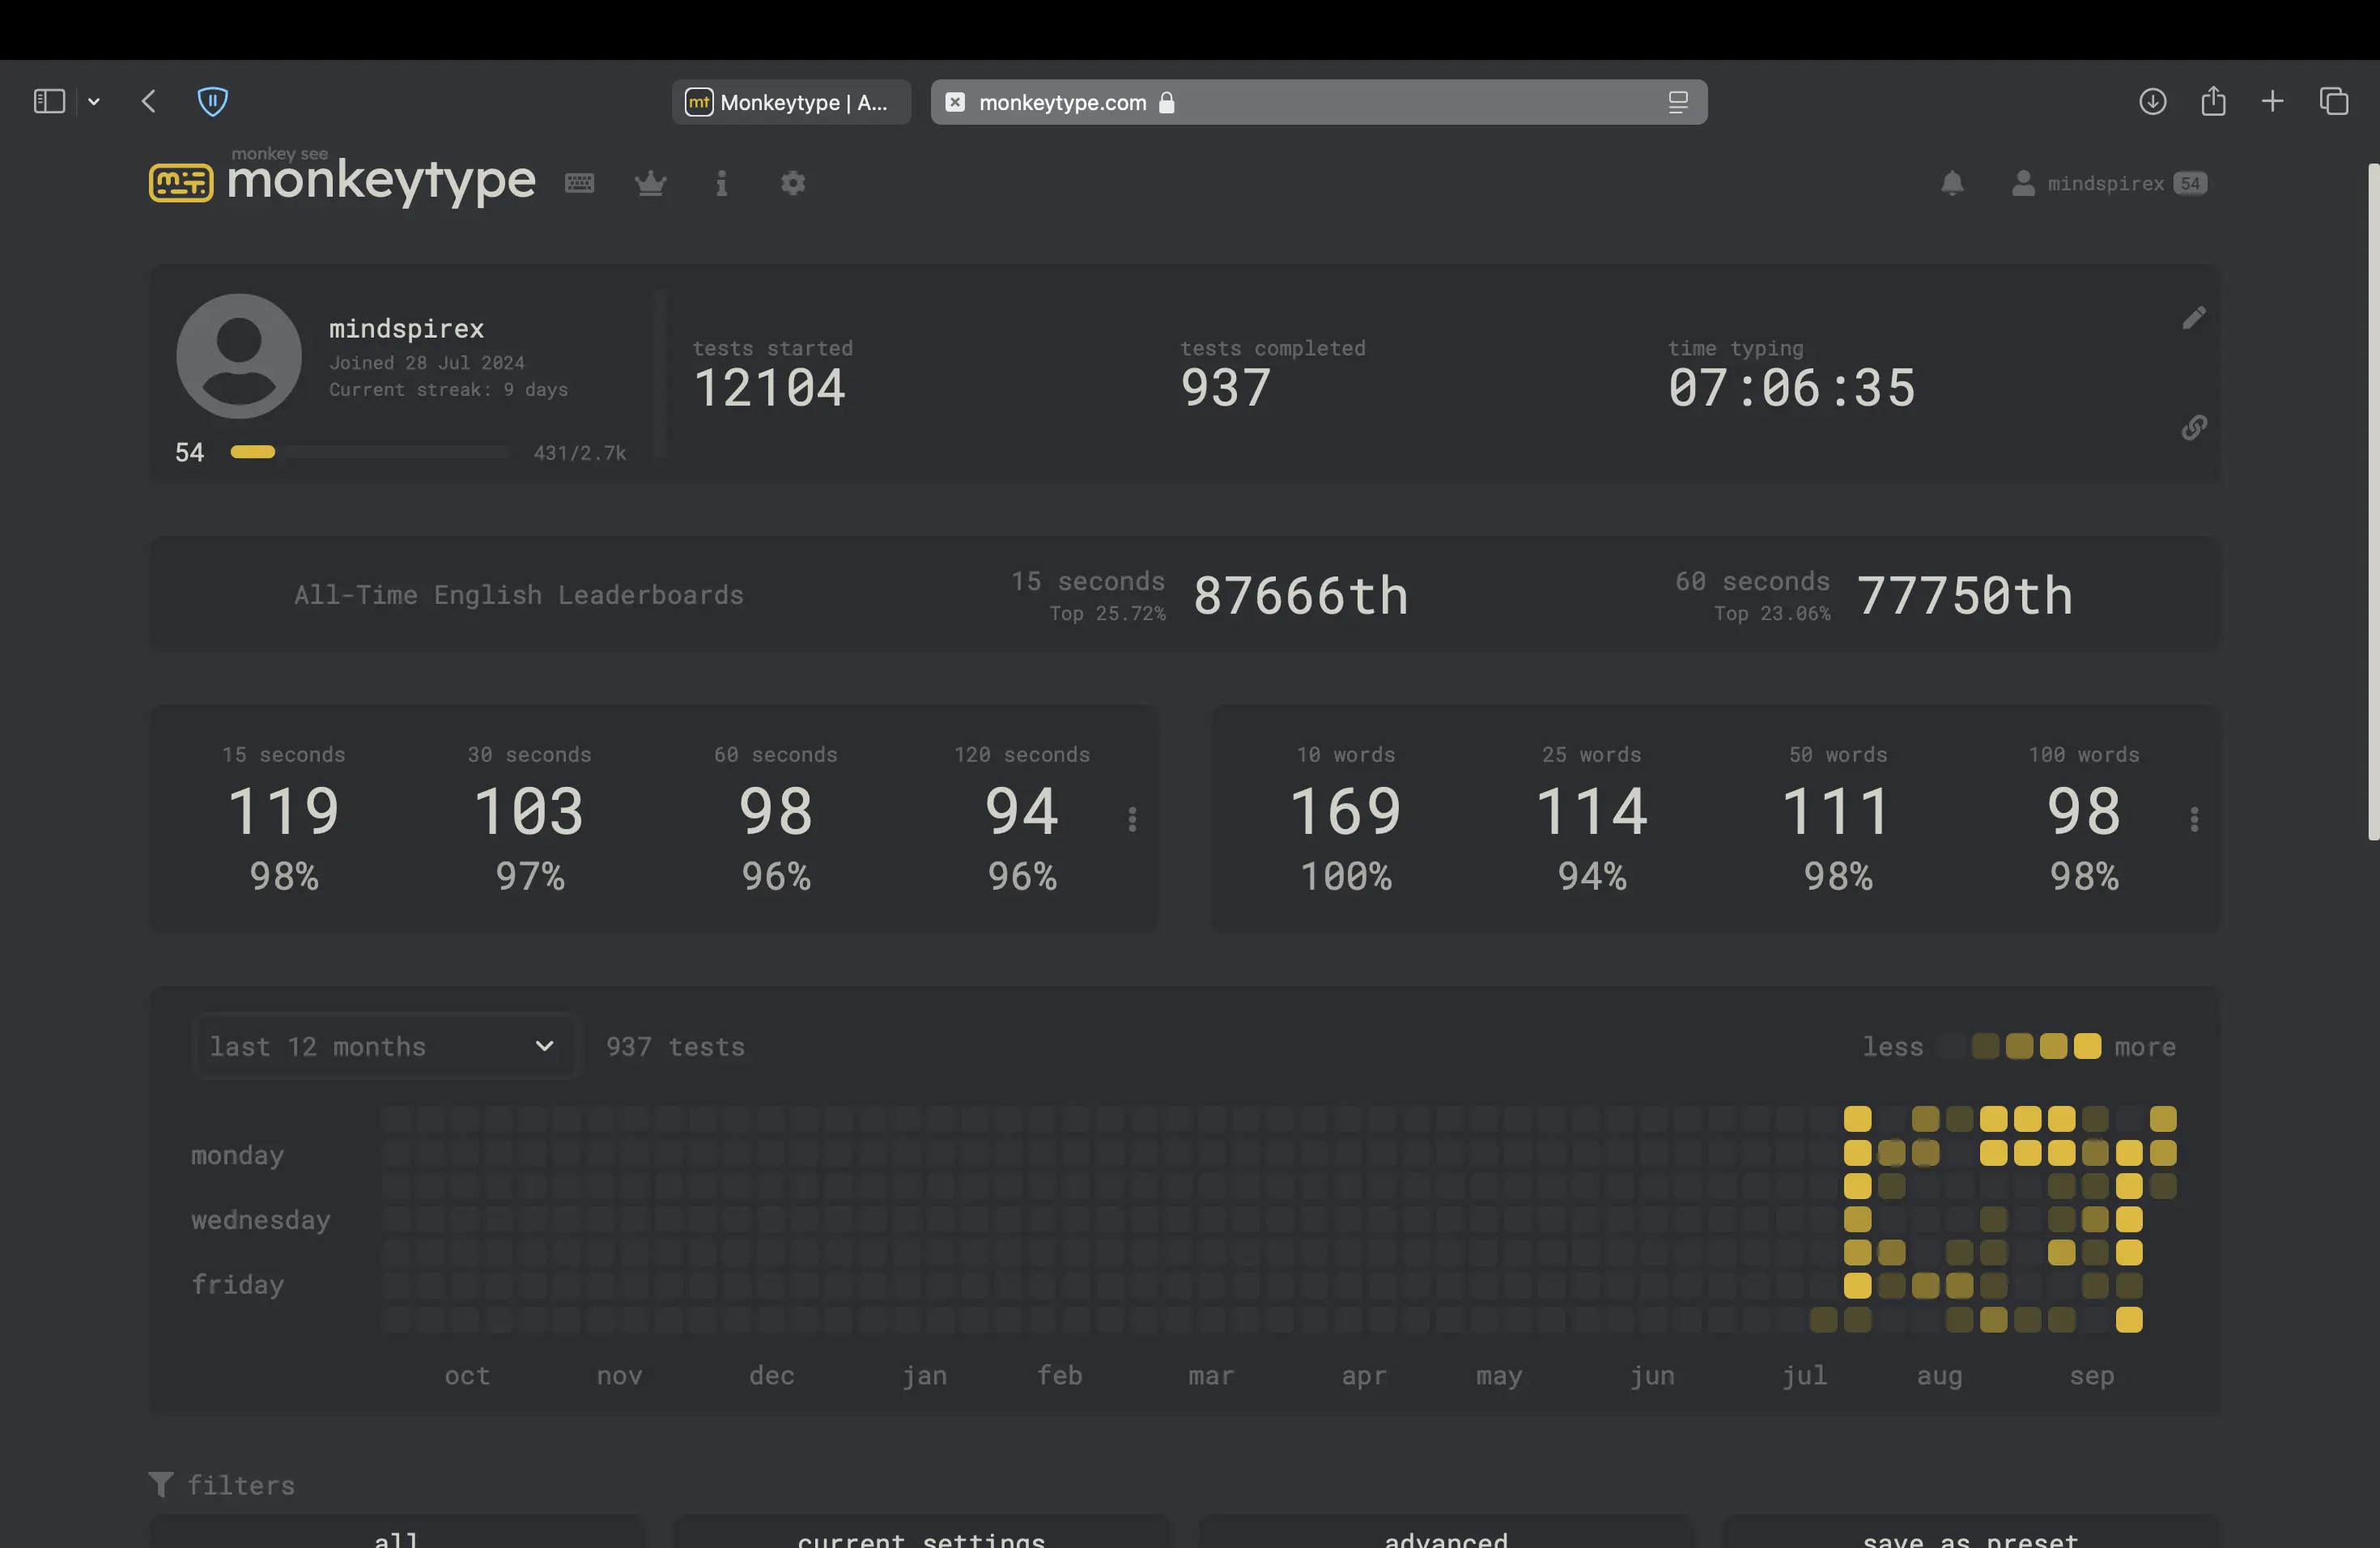 mt Monkeytype | A...
monkeytype.com
monkey see
monkeytype
mindspirex 54
mindspirex
Joined 28 Jul 2024
Current streak: 9 days
54 431/2.7k
tests started
12104
tests completed
937
time typing
07:06:35
All-Time English Leaderboards
15 seconds
Top 25.72%
87666th
60 seconds
Top 23.06%
77750th
15 seconds
119
98%
30 seconds
103
97%
60 seconds
98
96%
120 seconds
94
96%
10 words
169
100%
25 words
114
94%
50 words
111
98%
100 words
98
98%
last 12 months
937 tests
less more
monday
wednesday
friday
oct nov dec jan feb mar apr may jun jul aug sep
filters
all current settings advanced save as preset